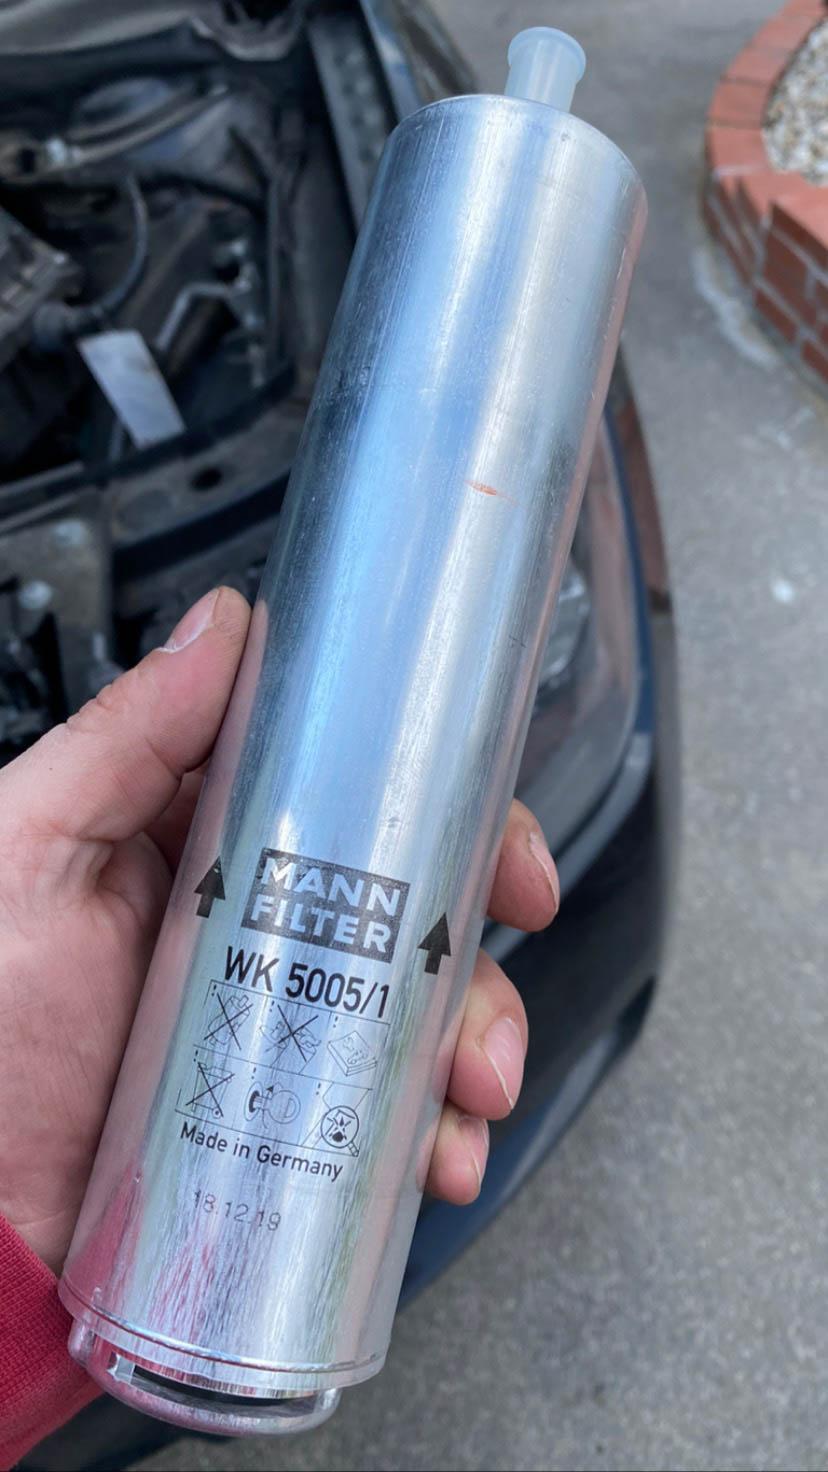 MANN
FILTER
WK 5005/1
Made in Germany
18.12.19